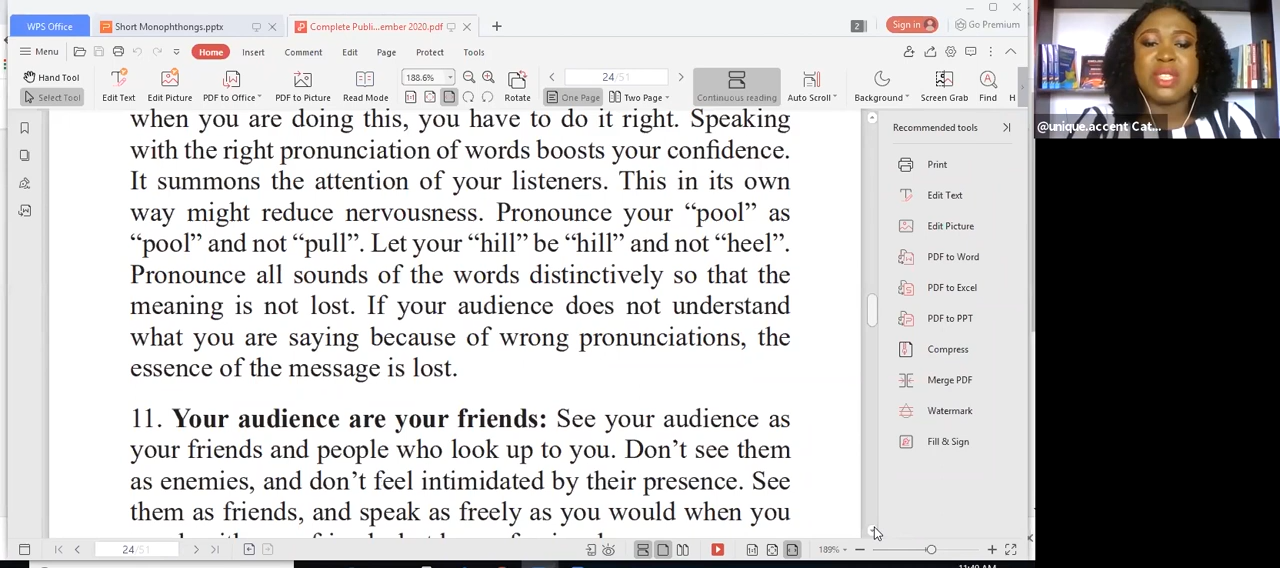 WPS Office
Short Monophthongs.pptx
Complete Publi...ember 2020.pdf
2
Sign in
Go Premium
Menu
Home
Insert
Comment
Edit
Page
Protect
Tools
Hand Tool
Select Tool
Edit Text
Edit Picture
PDF to Office
PDF to Picture
Read Mode
188.6%
Rotate
24/51
One Page
Two Page
Continuous reading
Auto Scroll
Background
Screen Grab
Find
H
when you are doing this, you have to do it right. Speaking
with the right pronunciation of words boosts your confidence.
It summons the attention of your listeners. This in its own
way might reduce nervousness. Pronounce your “pool” as
“pool” and not “pull”. Let your “hill” be “hill” and not “heel”.
Pronounce all sounds of the words distinctively so that the
meaning is not lost. If your audience does not understand
what you are saying because of wrong pronunciations, the
essence of the message is lost.
11. Your audience are your friends: See your audience as
your friends and people who look up to you. Don’t see them
as enemies, and don’t feel intimidated by their presence. See
them as friends, and speak as freely as you would when you
Recommended tools
Print
Edit Text
Edit Picture
PDF to Word
PDF to Excel
PDF to PPT
Compress
Merge PDF
Watermark
Fill & Sign
@unique.accent Cat...
24/51
189%
11:49 AM